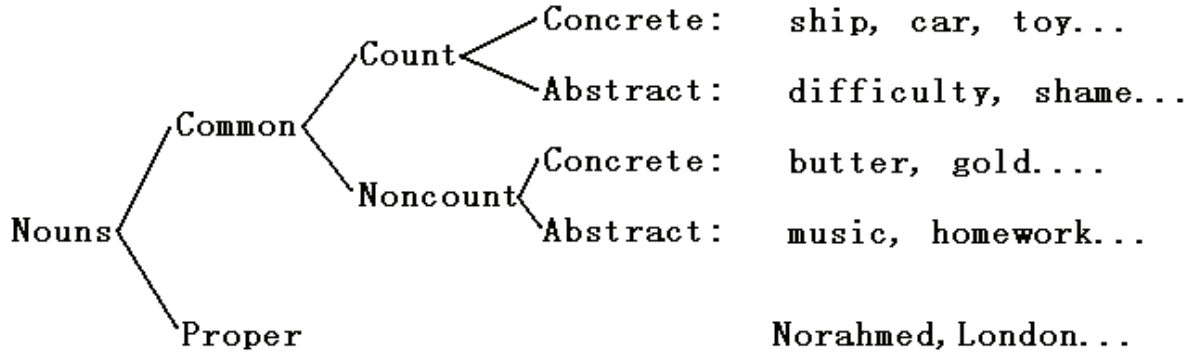 Concrete: ship, car, toy...
Count
Abstract: difficulty, shame...
Common
Concrete: butter, gold....
Noncount
Nouns
Abstract: music, homework...
Proper Norahmed, London...